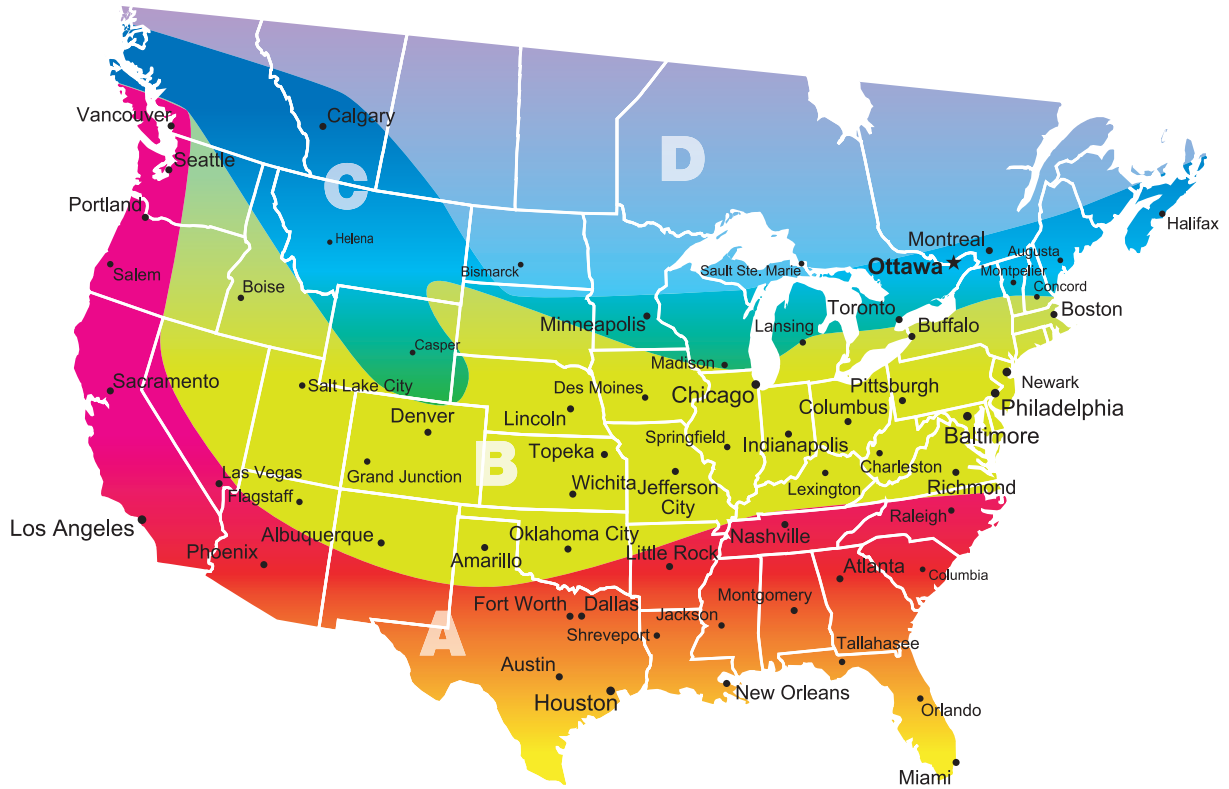 Vancouver
Calgary
D
Seattle
C
Portland
Halifax
Helena
Montreal
Augusta
Ottawa
Sault Ste. Marie
Bismarck
Montpelier
Salem
Concord
Boise
Toronto
Boston
Minneapolis
Lansing
Buffalo
Casper
Madison
Sacramento
Salt Lake City
Des Moines
Chicago
Pittsburgh
Newark
Denver
Lincoln
Columbus
Philadelphia
Springfield
Indianapolis
Baltimore
B
Topeka
Las Vegas
Grand Junction
Charleston
Flagstaff
Wichita
Jefferson
City
Lexington
Richmond
Los Angeles
Raleigh
Albuquerque
Oklahoma City
Nashville
Phoenix
Amarillo
Little Rock
Atlanta
Columbia
Fort Worth
Dallas
Montgomery
A
Jackson
Shreveport
Tallahasee
Austin
Houston
New Orleans
Orlando
Miami